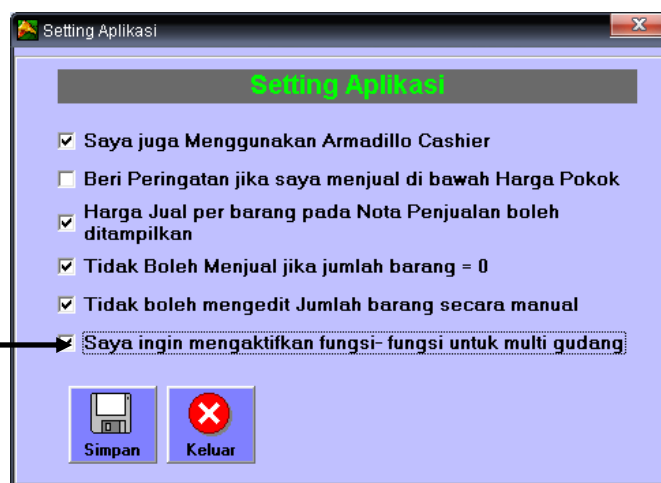 Setting Aplikasi
Setting Aplikasi
Saya juga Menggunakan Armadillo Cashier
Beri Peringatan jika saya menjual di bawah Harga Pokok
Harga Jual per barang pada Nota Penjualan boleh
ditampilkan
Tidak Boleh Menjual jika jumlah barang = 0
Tidak boleh mengedit Jumlah barang secara manual
Saya ingin mengaktifkan fungsi- fungsi untuk multi gudang
Simpan Keluar